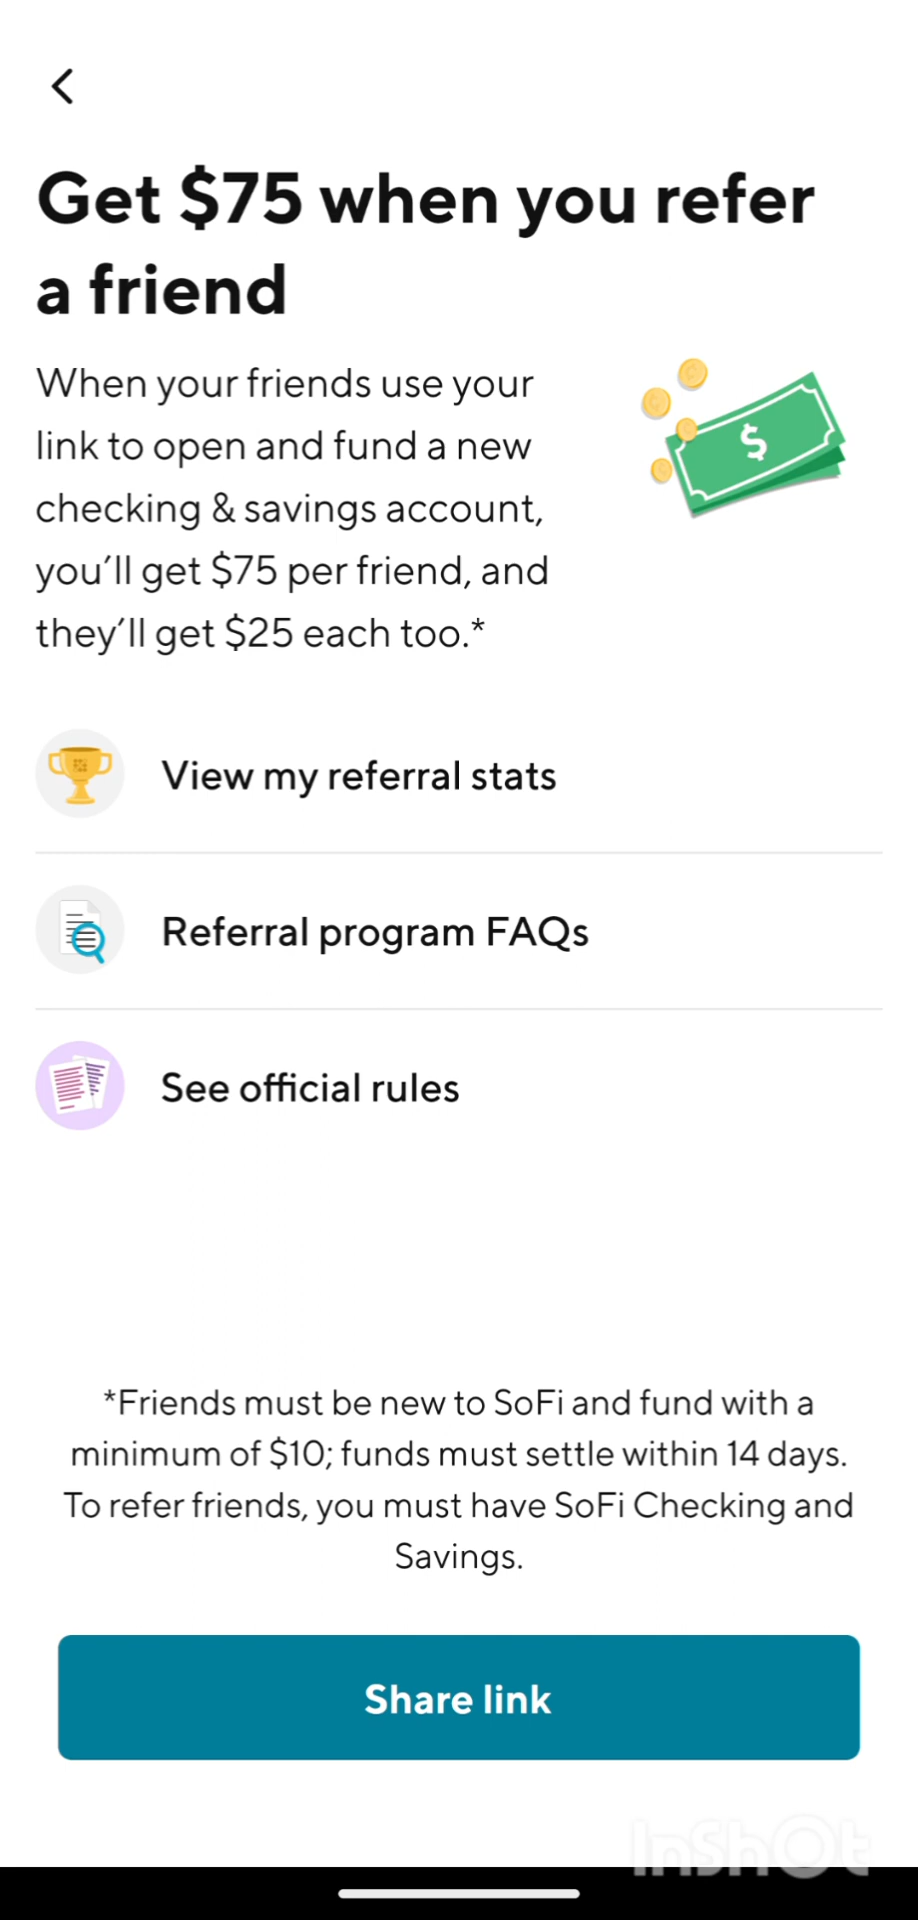 Get $75 when you refer
a friend
When your friends use your
link to open and fund a new
checking & savings account,
you’ll get $75 per friend, and
they’ll get $25 each too.*
$
View my referral stats
Referral program FAQs
See official rules
*Friends must be new to SoFi and fund with a
minimum of $10; funds must settle within 14 days.
To refer friends, you must have SoFi Checking and
Savings.
Share link
InShOt